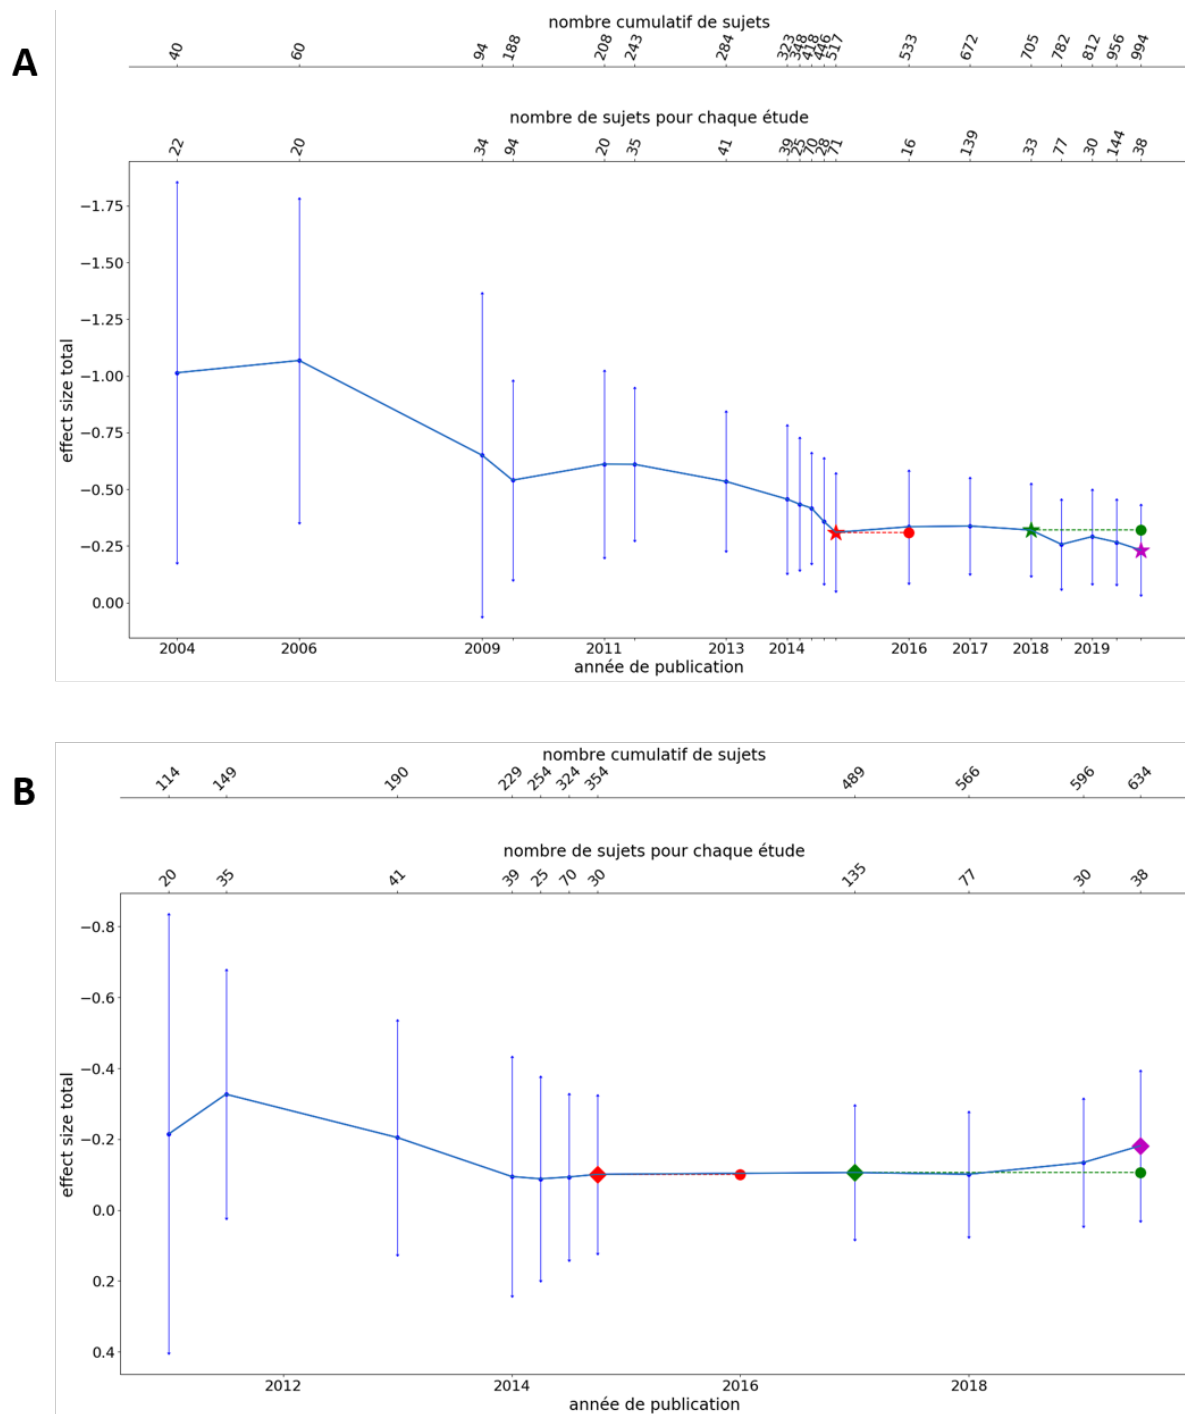 nombre cumulatif de sujets
A
40 60 94 188 208 243 284 323 348 418 446 517 533 672 705 782 812 956 994
nombre de sujets pour chaque étude
22 20 34 94 20 35 41 39 25 70 28 71 16 139 33 77 30 144 38
−1.75
−1.50
−1.25
−1.00
−0.75
−0.50
−0.25
0.00
effect size total
2004 2006 2009 2011 2013 2014 2016 2017 2018 2019
année de publication
nombre cumulatif de sujets
B
114 149 190 229 254 324 354 489 566 596 634
nombre de sujets pour chaque étude
20 35 41 39 25 70 30 135 77 30 38
−0.8
−0.6
−0.4
−0.2
0.0
0.2
0.4
effect size total
2012 2014 2016 2018
année de publication